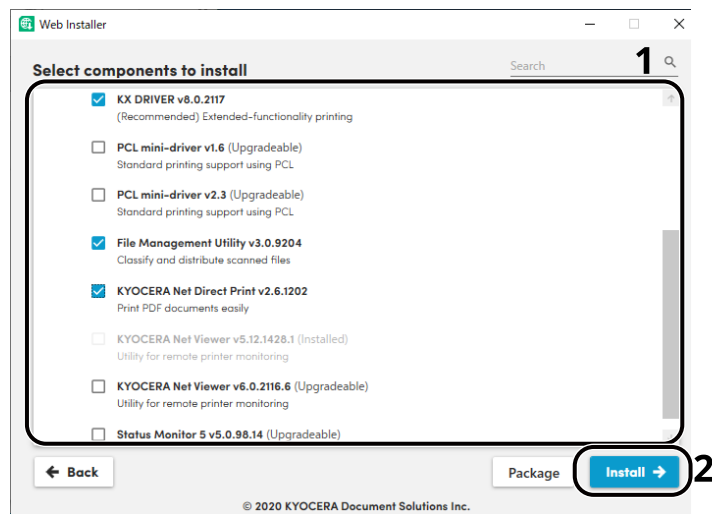 Web Installer
Select components to install
Search
1
KX DRIVER v8.0.2117
(Recommended) Extended-functionality printing
PCL mini-driver v1.6 (Upgradeable)
Standard printing support using PCL
PCL mini-driver v2.3 (Upgradeable)
Standard printing support using PCL
File Management Utility v3.0.9204
Classify and distribute scanned files
KYOCERA Net Direct Print v2.6.1202
Print PDF documents easily
KYOCERA Net Viewer v5.12.1428.1 (Installed)
Utility for remote printer monitoring
KYOCERA Net Viewer v6.0.2116.6 (Upgradeable)
Utility for remote printer monitoring
Status Monitor 5 v5.0.98.14 (Upgradeable)
Back
Package
Install
2
© 2020 KYOCERA Document Solutions Inc.